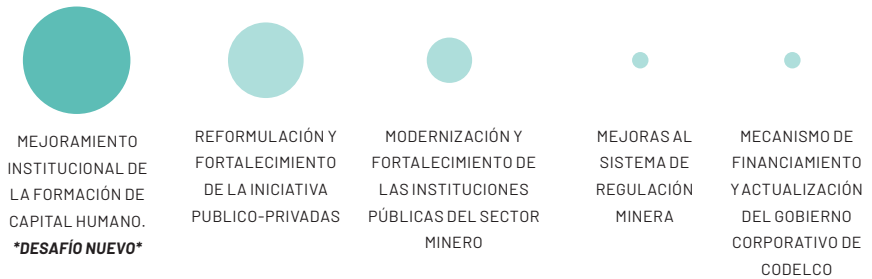 MEJORAMIENTO
INSTITUCIONAL DE
LA FORMACIÓN DE
CAPITAL HUMANO.
*DESAFÍO NUEVO*
REFORMULACIÓN Y
FORTALECIMIENTO
DE LA INICIATIVA
PUBLICO-PRIVADAS
MODERNIZACIÓN Y
FORTALECIMIENTO DE
LAS INSTITUCIONES
PÚBLICAS DEL SECTOR
MINERO
MEJORAS AL
SISTEMA DE
REGULACIÓN
MINERA
MECANISMO DE
FINANCIAMIENTO
Y ACTUALIZACIÓN
DEL GOBIERNO
CORPORATIVO DE
CODELCO